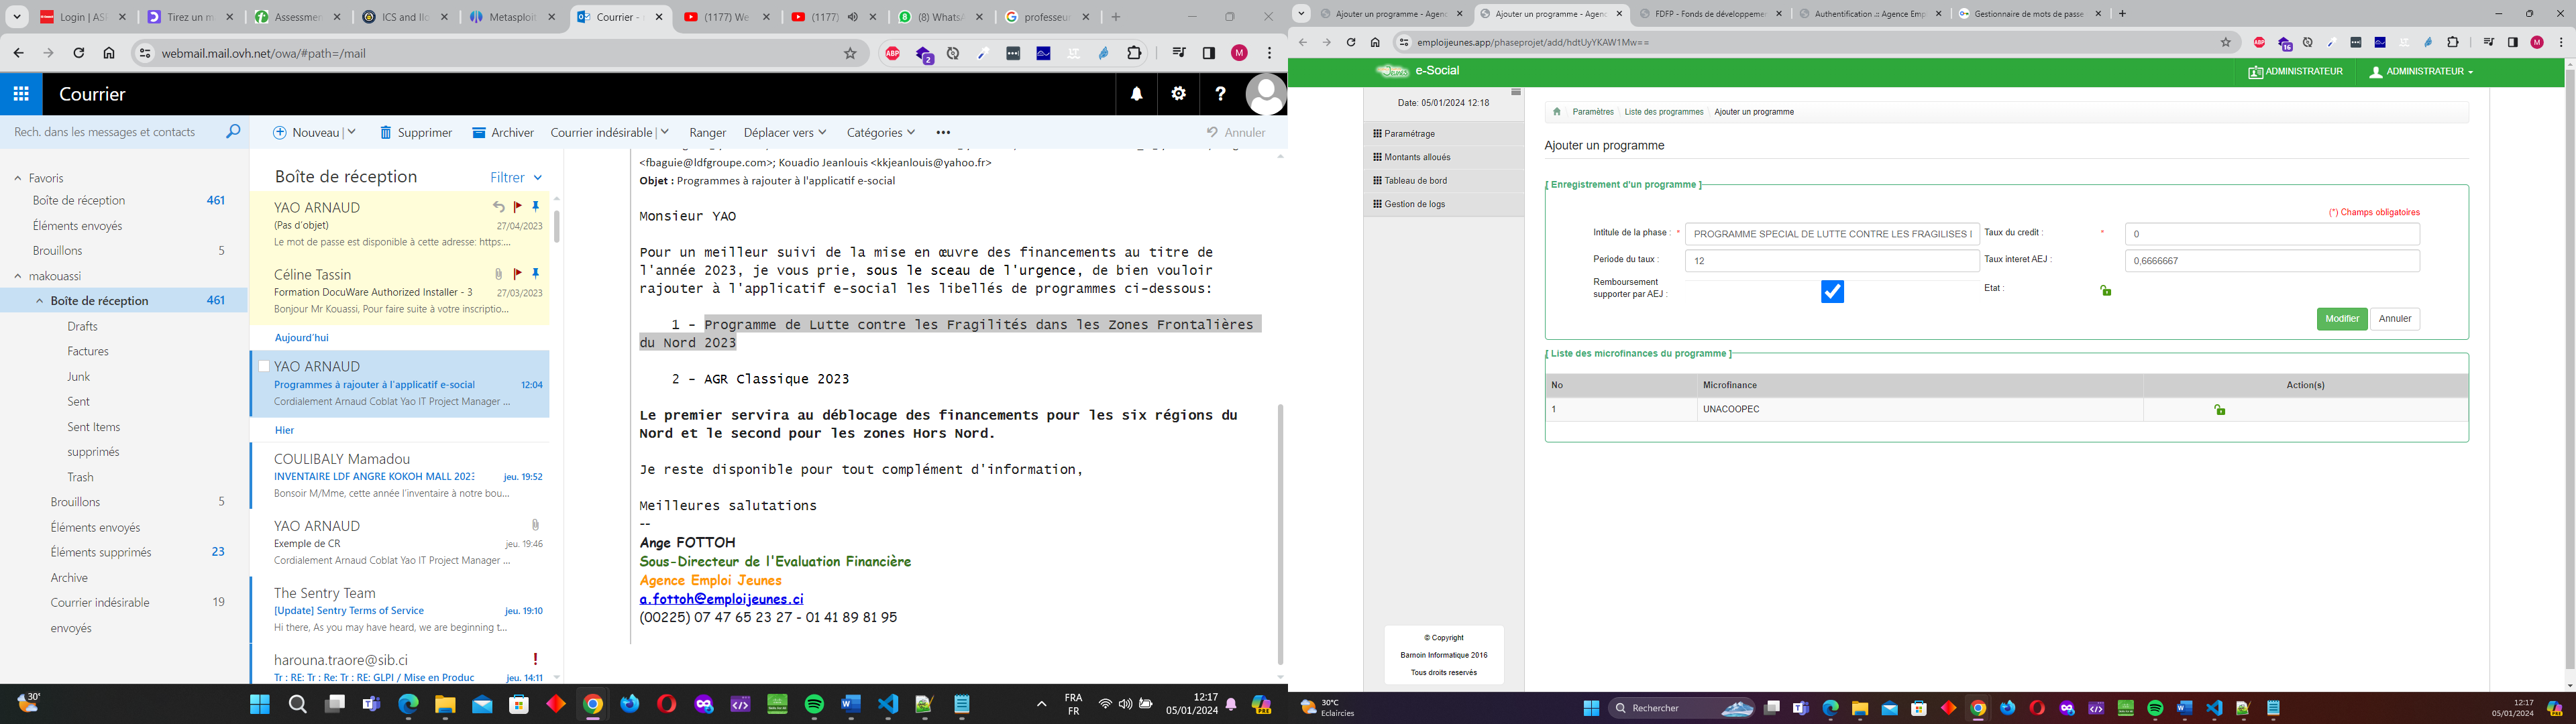 Login | AS
Tirez un m
Assessmen
ICS and Ilo
Metasploit
Courrier -
(1177) We
(1177)
(8) Whats
professeur
webmail.mail.ovh.net/owa/#path=/mail
ABP
2
M
Courrier
Rech. dans les messages et contacts
Nouveau
Supprimer
Archiver
Courrier indésirable
Ranger
Déplacer vers
Catégories
Annuler
Favoris
Boîte de réception 461
Éléments envoyés
Brouillons 5
makouassi
Boîte de réception 461
Drafts
Factures
Junk
Sent
Sent Items
supprimés
Trash
Brouillons 5
Éléments envoyés
Éléments supprimés 23
Archive
Courrier indésirable 19
envoyés
Boîte de réception
Filtrer
YAO ARNAUD
(Pas d'objet) 27/04/2023
Le mot de passe est disponible à cette adresse: https:...
Céline Tassin
Formation DocuWare Authorized Installer - 3 27/03/2023
Bonjour Mr Kouassi, Pour faire suite à votre inscriptio...
Aujourd'hui
YAO ARNAUD
Programmes à rajouter à l'applicatif e-social 12:04
Cordialement Arnaud Coblat Yao IT Project Manager ...
Hier
COULIBALY Mamadou
INVENTAIRE LDF ANGRE KOKOH MALL 2023 jeu. 19:52
Bonsoir M/Mme, cette année l'inventaire à notre bou...
YAO ARNAUD
Exemple de CR jeu. 19:46
Cordialement Arnaud Coblat Yao IT Project Manager ...
The Sentry Team
[Update] Sentry Terms of Service jeu. 19:10
Hi there, As you may have heard, we are beginning t...
harouna.traore@sib.ci
Tr : RE: Tr : Re: Tr : RE: GLPI / Mise en Produc jeu. 14:11
<fbaguie@ldfgroupe.com>; Kouadio Jeanlouis <kkjeanlouis@yahoo.fr>
Objet : Programmes à rajouter à l'applicatif e-social
Monsieur YAO
Pour un meilleur suivi de la mise en œuvre des financements au titre de
l'année 2023, je vous prie, sous le sceau de l'urgence, de bien vouloir
rajouter à l'applicatif e-social les libellés de programmes ci-dessous:
1 - Programme de Lutte contre les Fragilités dans les Zones Frontalières
du Nord 2023
2 - AGR Classique 2023
Le premier servira au déblocage des financements pour les six régions du
Nord et le second pour les zones Hors Nord.
Je reste disponible pour tout complément d'information,
Meilleures salutations
--
Ange FOTTOH
Sous-Directeur de l'Evaluation Financière
Agence Emploi Jeunes
a.fottoh@emploijeunes.ci
(00225) 07 47 65 23 27 - 01 41 89 81 95
30°
FRA
FR
12:17
05/01/2024
Ajouter un programme - Agenc
Ajouter un programme - Agenc
FDFP - Fonds de développeme
Authentification .:: Agence Emp
Gestionnaire de mots de passe
emploijeunes.app/phaseprojet/add/hdtUyYKAW1Mw==
ABP
16
M
e-Social
ADMINISTRATEUR
ADMINISTRATEUR
Date: 05/01/2024 12:18
Paramétrage
Montants alloués
Tableau de bord
Gestion de logs
Paramètres
Liste des programmes
Ajouter un programme
Ajouter un programme
[ Enregistrement d'un programme ]
(*) Champs obligatoires
Intitule de la phase : * PROGRAMME SPECIAL DE LUTTE CONTRE LES FRAGILISES I
Taux du credit : * 0
Periode du taux : 12
Taux interet AEJ : 0,6666667
Remboursement
supporter par AEJ :
Etat :
Modifier
Annuler
[ Liste des microfinances du programme ]
No Microfinance Action(s)
1 UNACOOPEC
© Copyright
Barnoin Informatique 2016
Tous droits reservés
30°C
Eclaircies
Rechercher
12:17
05/01/2024